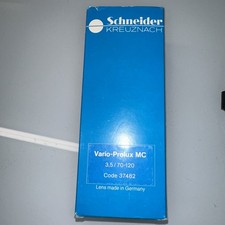 Schneider
KREUZNACH
Vario-Prolux MC
3,5 / 70-120
Code 37482
Lens made in Germany